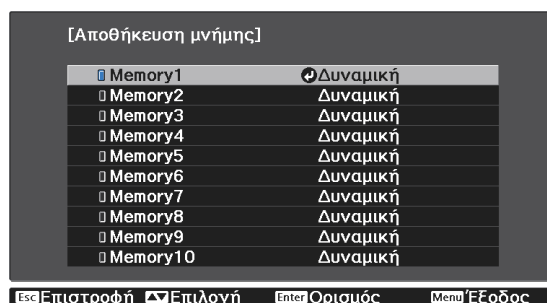 [Αποθήκευση μνήμης]
Memory1 Δυναμική
Memory2 Δυναμική
Memory3 Δυναμική
Memory4 Δυναμική
Memory5 Δυναμική
Memory6 Δυναμική
Memory7 Δυναμική
Memory8 Δυναμική
Memory9 Δυναμική
Memory10 Δυναμική
Esc Επιστροφή Επιλογή Enter Ορισμός Menu Έξοδος